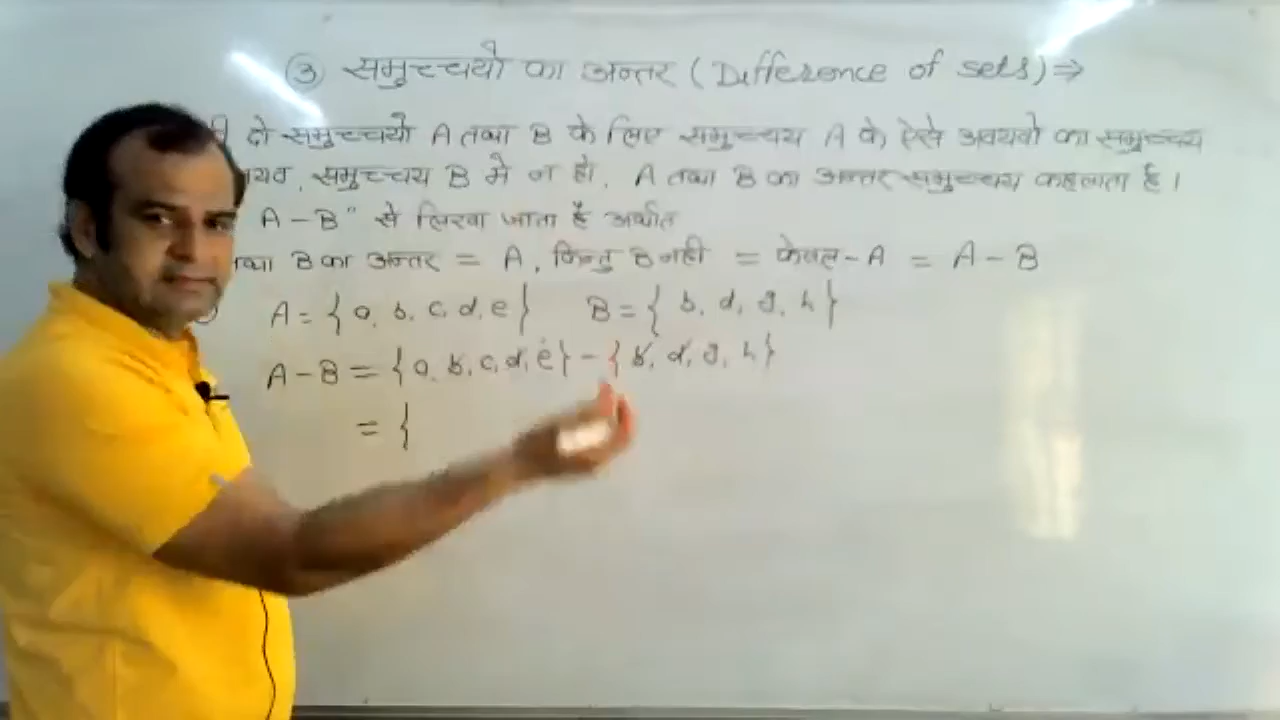 ③ समुच्चयो का अन्तर (Difference of sets) ⇒
दो समुच्चयो A तथा B के लिए समुच्चय A के ऐसे अवयवो का समुच्चय
समुच्चय B मे न हो, A तथा B का अन्तर समुच्चय कहलाता है।
A - B" से लिखा जाता है अर्थात
B का अन्तर = A, किन्तु B नही = केवल - A = A - B
A = { a, b, c, d, e } B = { b, d, g, h }
A - B = { a, b, c, d, e } - { b, d, g, h }
= {